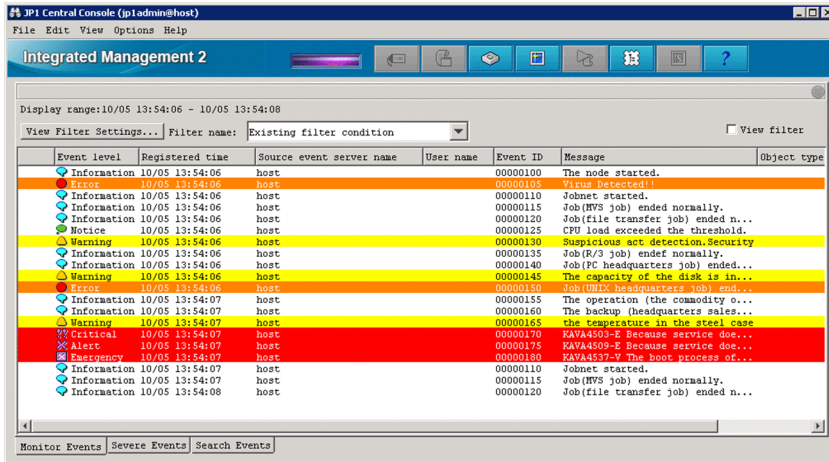 JP1 Central Console (jp1admin@host)
File Edit View Options Help
Integrated Management 2
?
Display range:10/05 13:54:06 - 10/05 13:54:08
View Filter Settings... Filter name: Existing filter condition View filter
Event level Registered time Source event server name User name Event ID Message Object type
Information 10/05 13:54:06 host 00000100 The node started.
Error 10/05 13:54:06 host 00000105 Virus Detected!!
Information 10/05 13:54:06 host 00000110 Jobnet started.
Information 10/05 13:54:06 host 00000115 Job(MVS job) ended normally.
Information 10/05 13:54:06 host 00000120 Job(file transfer job) ended n...
Notice 10/05 13:54:06 host 00000125 CPU load exceeded the threshold.
Warning 10/05 13:54:06 host 00000130 Suspicious act detection.Security
Information 10/05 13:54:06 host 00000135 Job(R/3 job) endef normally.
Information 10/05 13:54:06 host 00000140 Job(PC headquarters job) ended...
Warning 10/05 13:54:06 host 00000145 The capacity of the disk is in...
Error 10/05 13:54:06 host 00000150 Job(UNIX headquarters job) end...
Information 10/05 13:54:07 host 00000155 The operation (the commodity o...
Information 10/05 13:54:07 host 00000160 The backup (headquarters sales...
Warning 10/05 13:54:07 host 00000165 the temperature in the steel case
Critical 10/05 13:54:07 host 00000170 KAVA4503-E Because service doe...
Alert 10/05 13:54:07 host 00000175 KAVA4509-E Because service doe...
Emergency 10/05 13:54:07 host 00000180 KAVA4537-V The boot process of...
Information 10/05 13:54:07 host 00000110 Jobnet started.
Information 10/05 13:54:07 host 00000115 Job(MVS job) ended normally.
Information 10/05 13:54:08 host 00000120 Job(file transfer job) ended n...
Monitor Events Severe Events Search Events